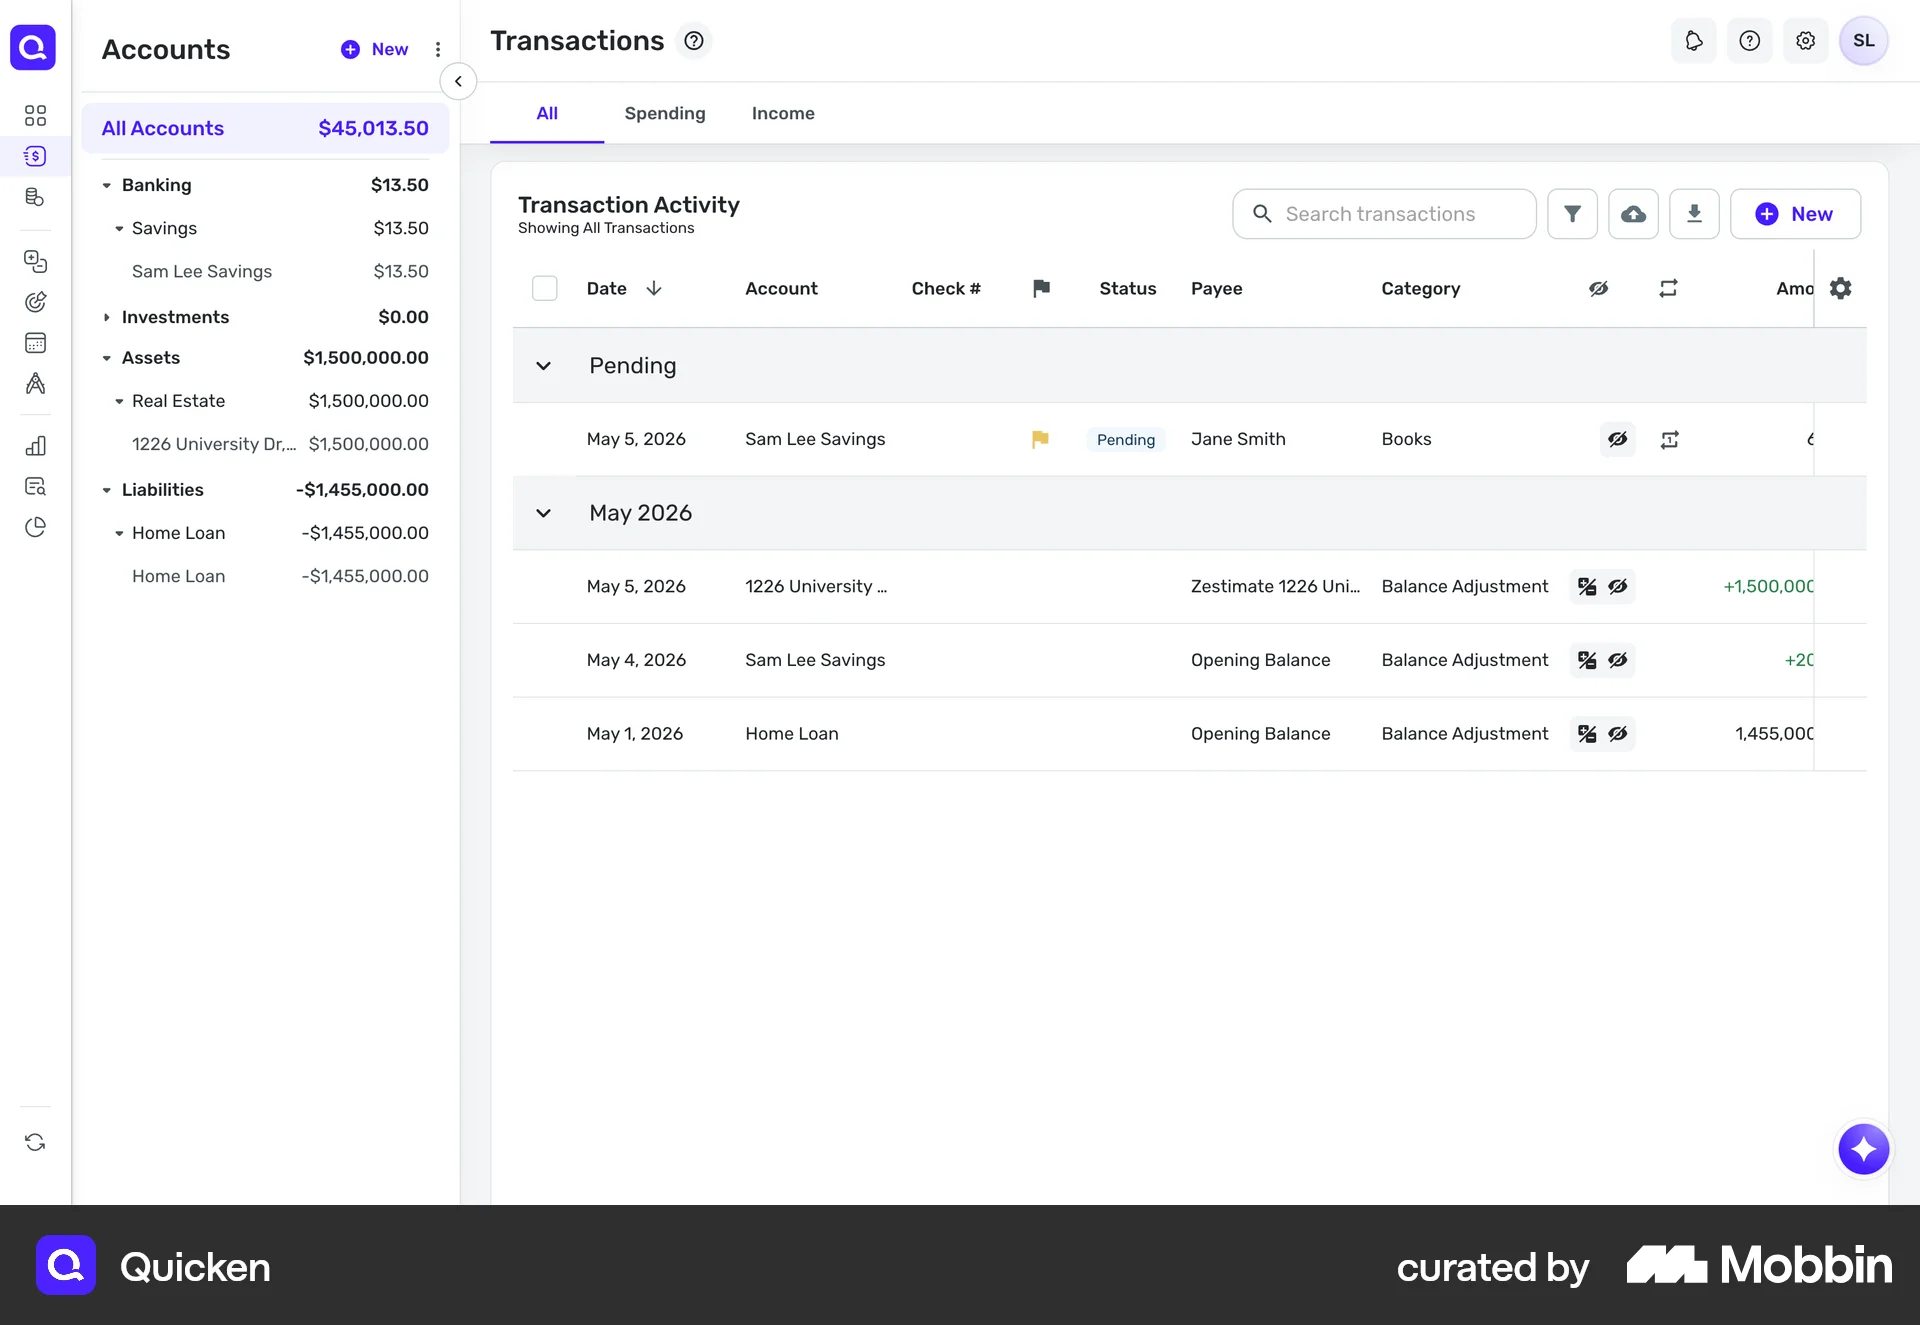 Accounts
New
All Accounts $45,013.50
Banking $13.50
Savings $13.50
Sam Lee Savings $13.50
Investments $0.00
Assets $1,500,000.00
Real Estate $1,500,000.00
1226 University Dr,... $1,500,000.00
Liabilities -$1,455,000.00
Home Loan -$1,455,000.00
Home Loan -$1,455,000.00
Transactions
SL
All Spending Income
Transaction Activity
Showing All Transactions
Search transactions
New
Date Account Check # Status Payee Category Amo
Pending
May 5, 2026 Sam Lee Savings Pending Jane Smith Books
May 2026
May 5, 2026 1226 University ... Zestimate 1226 Uni... Balance Adjustment +1,500,000
May 4, 2026 Sam Lee Savings Opening Balance Balance Adjustment +20
May 1, 2026 Home Loan Opening Balance Balance Adjustment 1,455,000
Quicken
curated by Mobbin